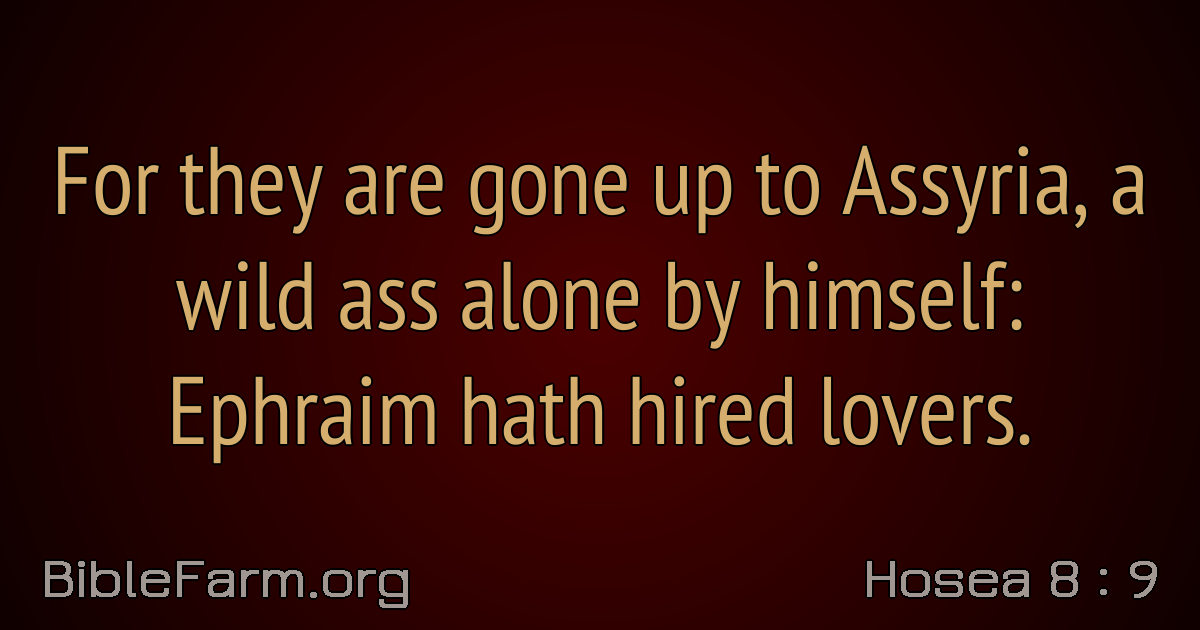 For they are gone up to Assyria, a
wild ass alone by himself:
Ephraim hath hired lovers.
BibleFarm.org
Hosea 8 : 9